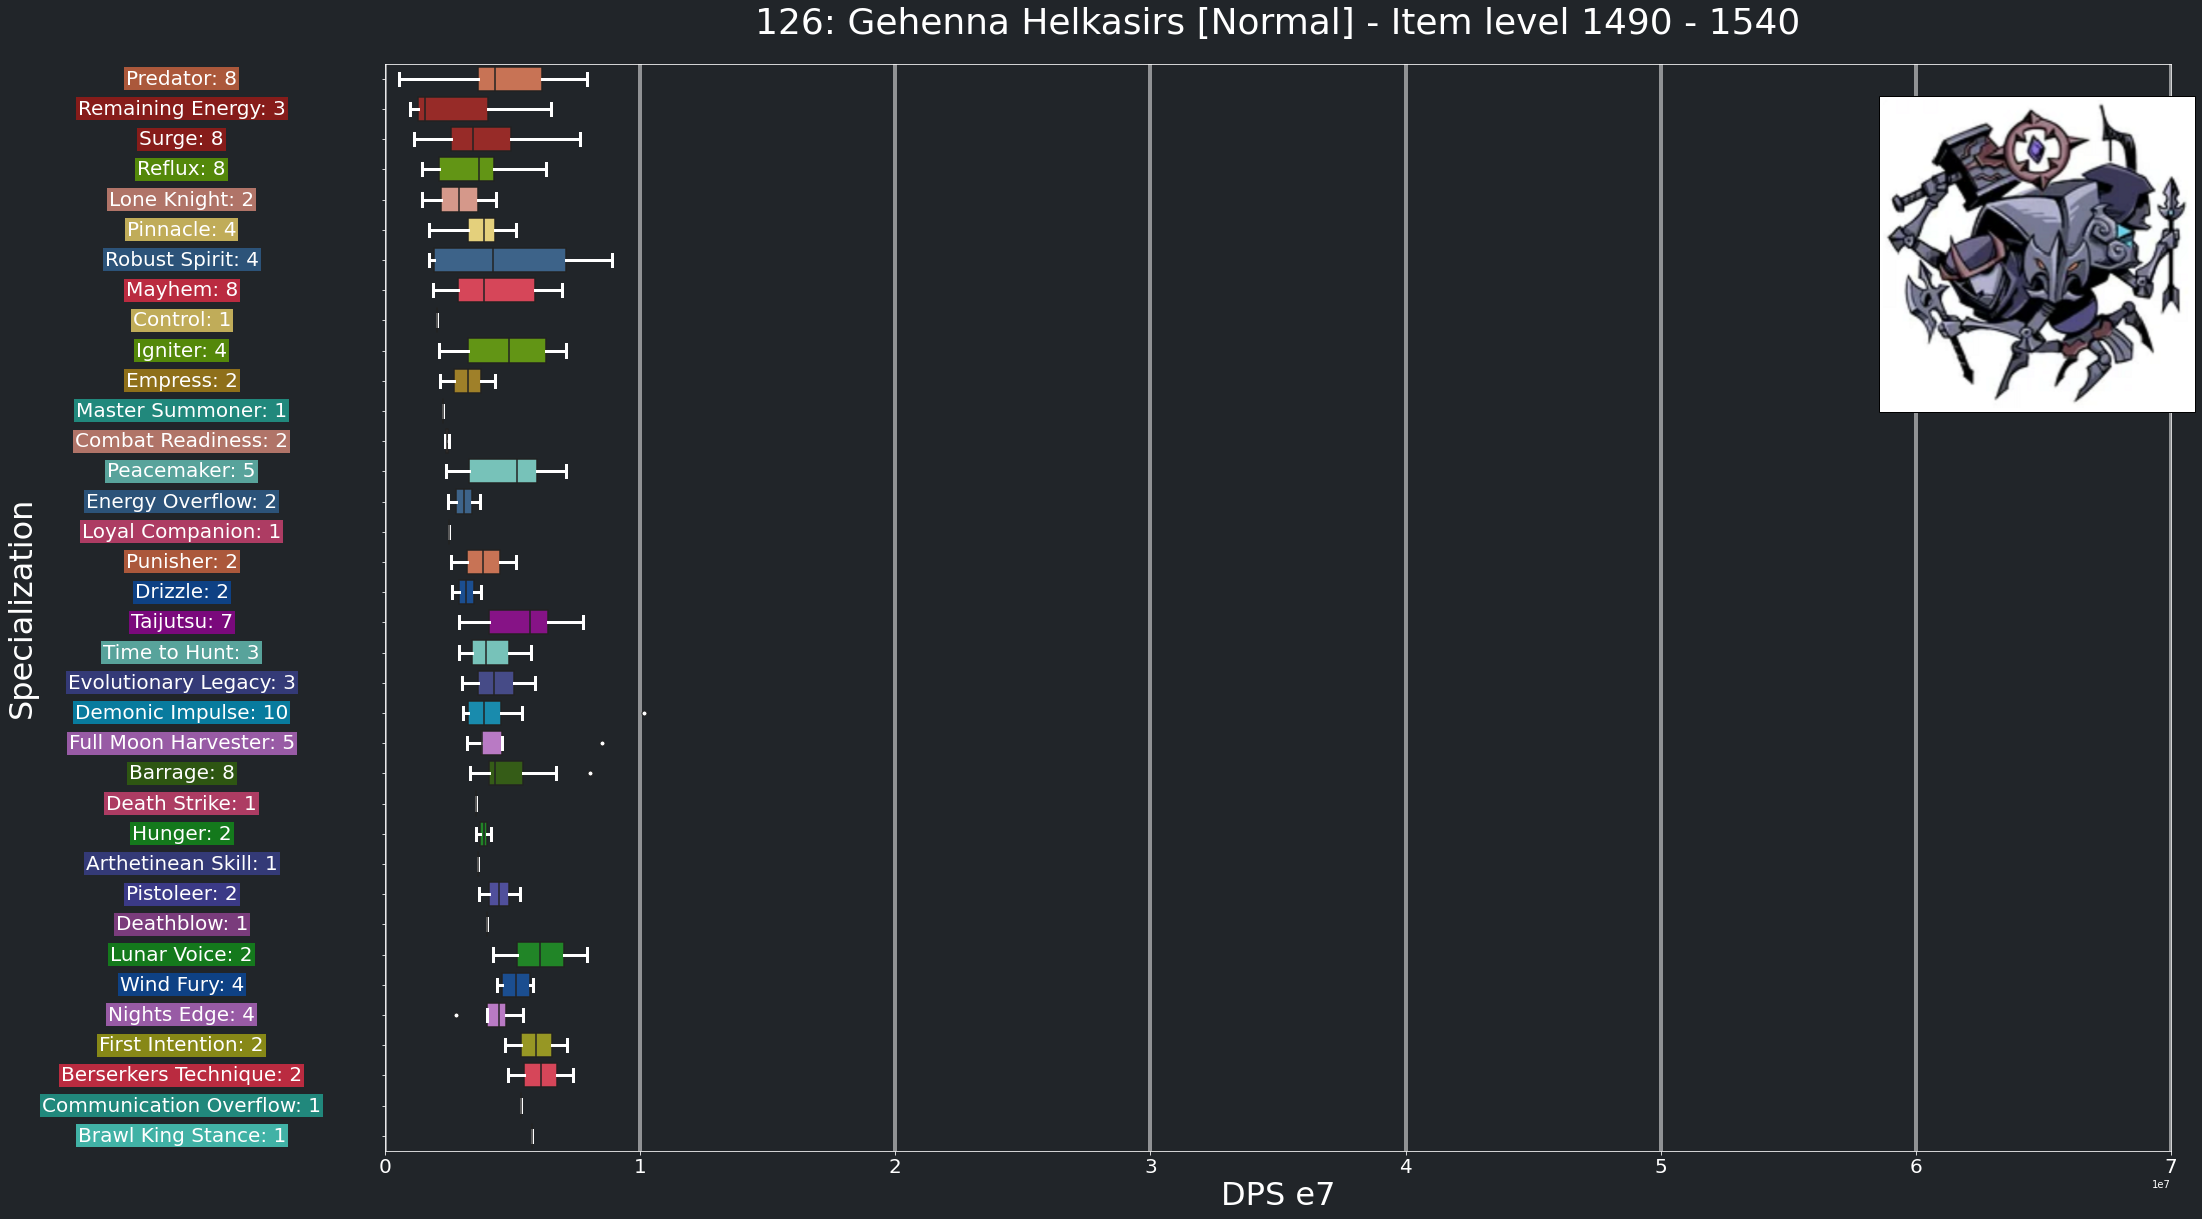 126: Gehenna Helkasirs [Normal] - Item level 1490 - 1540
Predator: 8
Remaining Energy: 3
Surge: 8
Reflux: 8
Lone Knight: 2
Pinnacle: 4
Robust Spirit: 4
Mayhem: 8
Control: 1
Igniter: 4
Empress: 2
Master Summoner: 1
Combat Readiness: 2
Peacemaker: 5
Energy Overflow: 2
Loyal Companion: 1
Punisher: 2
Drizzle: 2
Taijutsu: 7
Time to Hunt: 3
Evolutionary Legacy: 3
Demonic Impulse: 10
Full Moon Harvester: 5
Barrage: 8
Death Strike: 1
Hunger: 2
Arthetinean Skill: 1
Pistoleer: 2
Deathblow: 1
Lunar Voice: 2
Wind Fury: 4
Nights Edge: 4
First Intention: 2
Berserkers Technique: 2
Communication Overflow: 1
Brawl King Stance: 1
Specialization
0 1 2 3 4 5 6 7
1e7
DPS e7